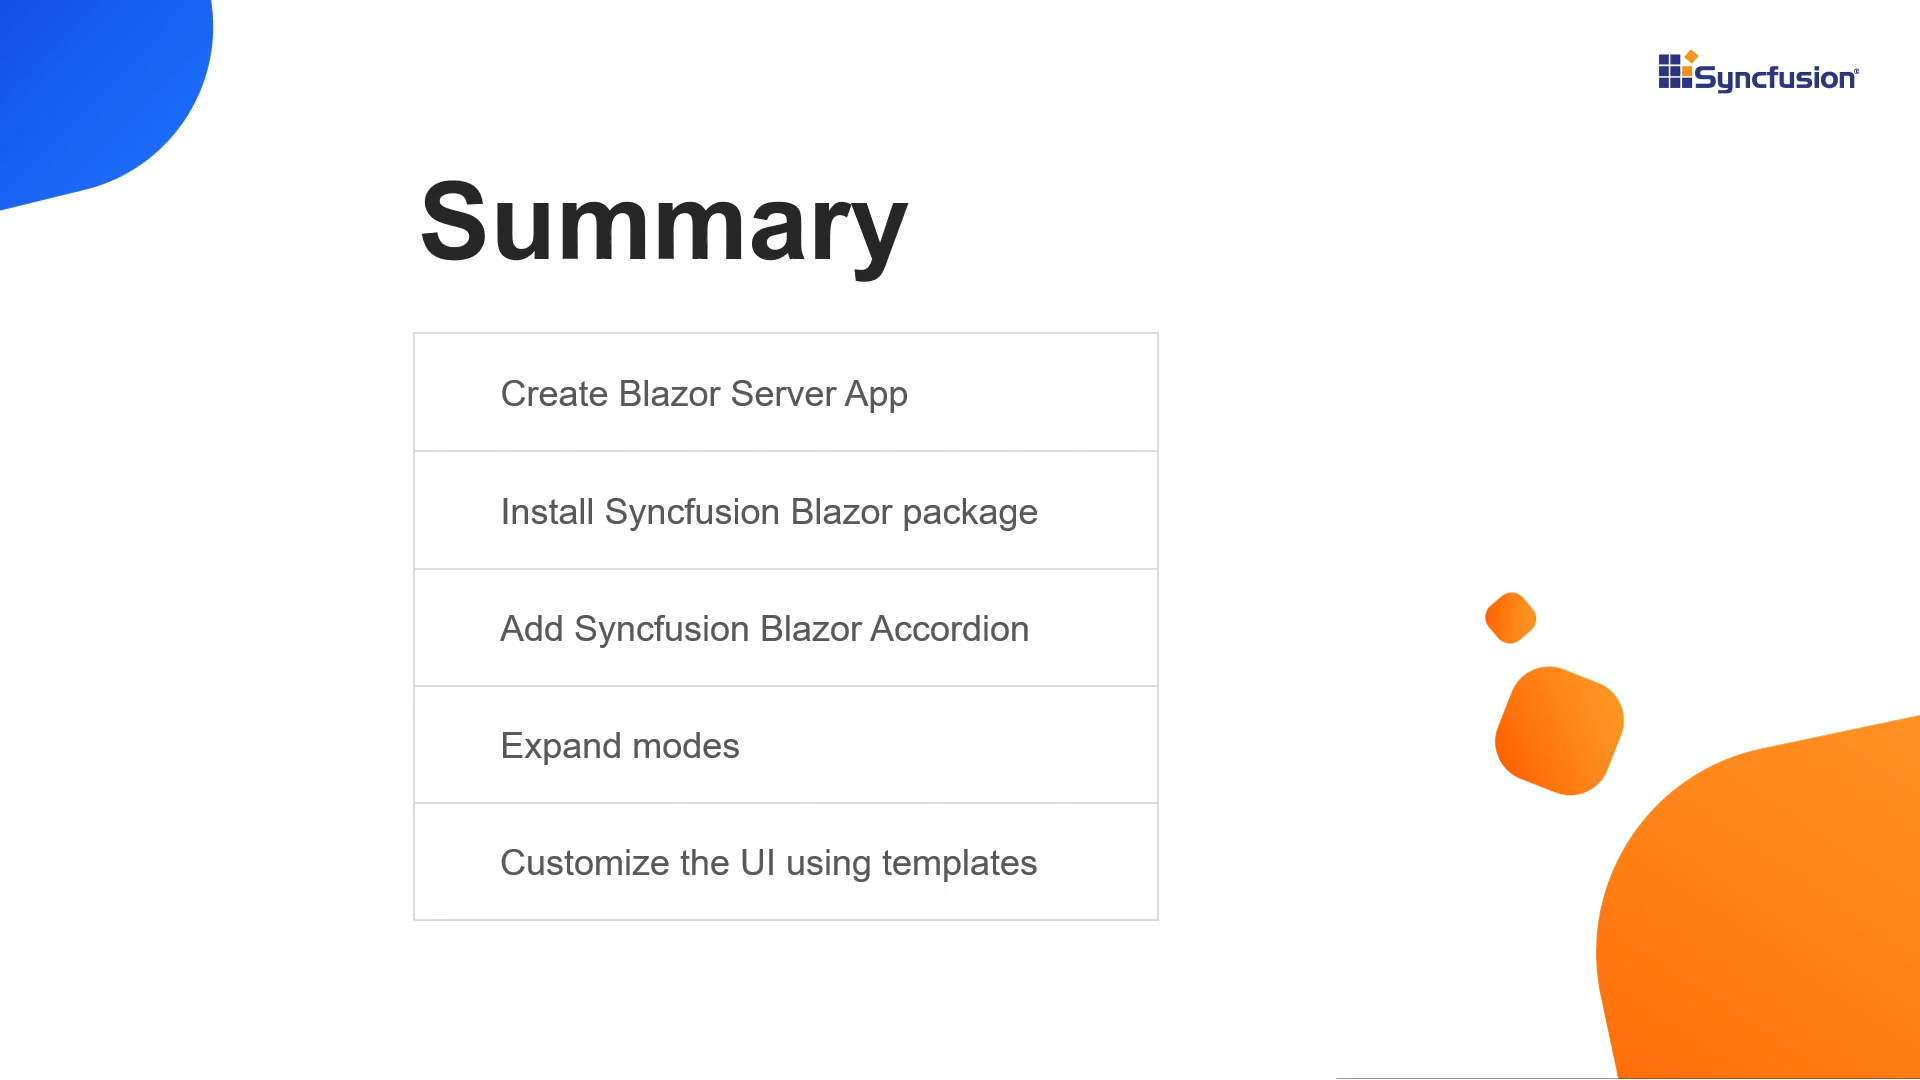 Syncfusion®
Summary
Create Blazor Server App
Install Syncfusion Blazor package
Add Syncfusion Blazor Accordion
Expand modes
Customize the UI using templates